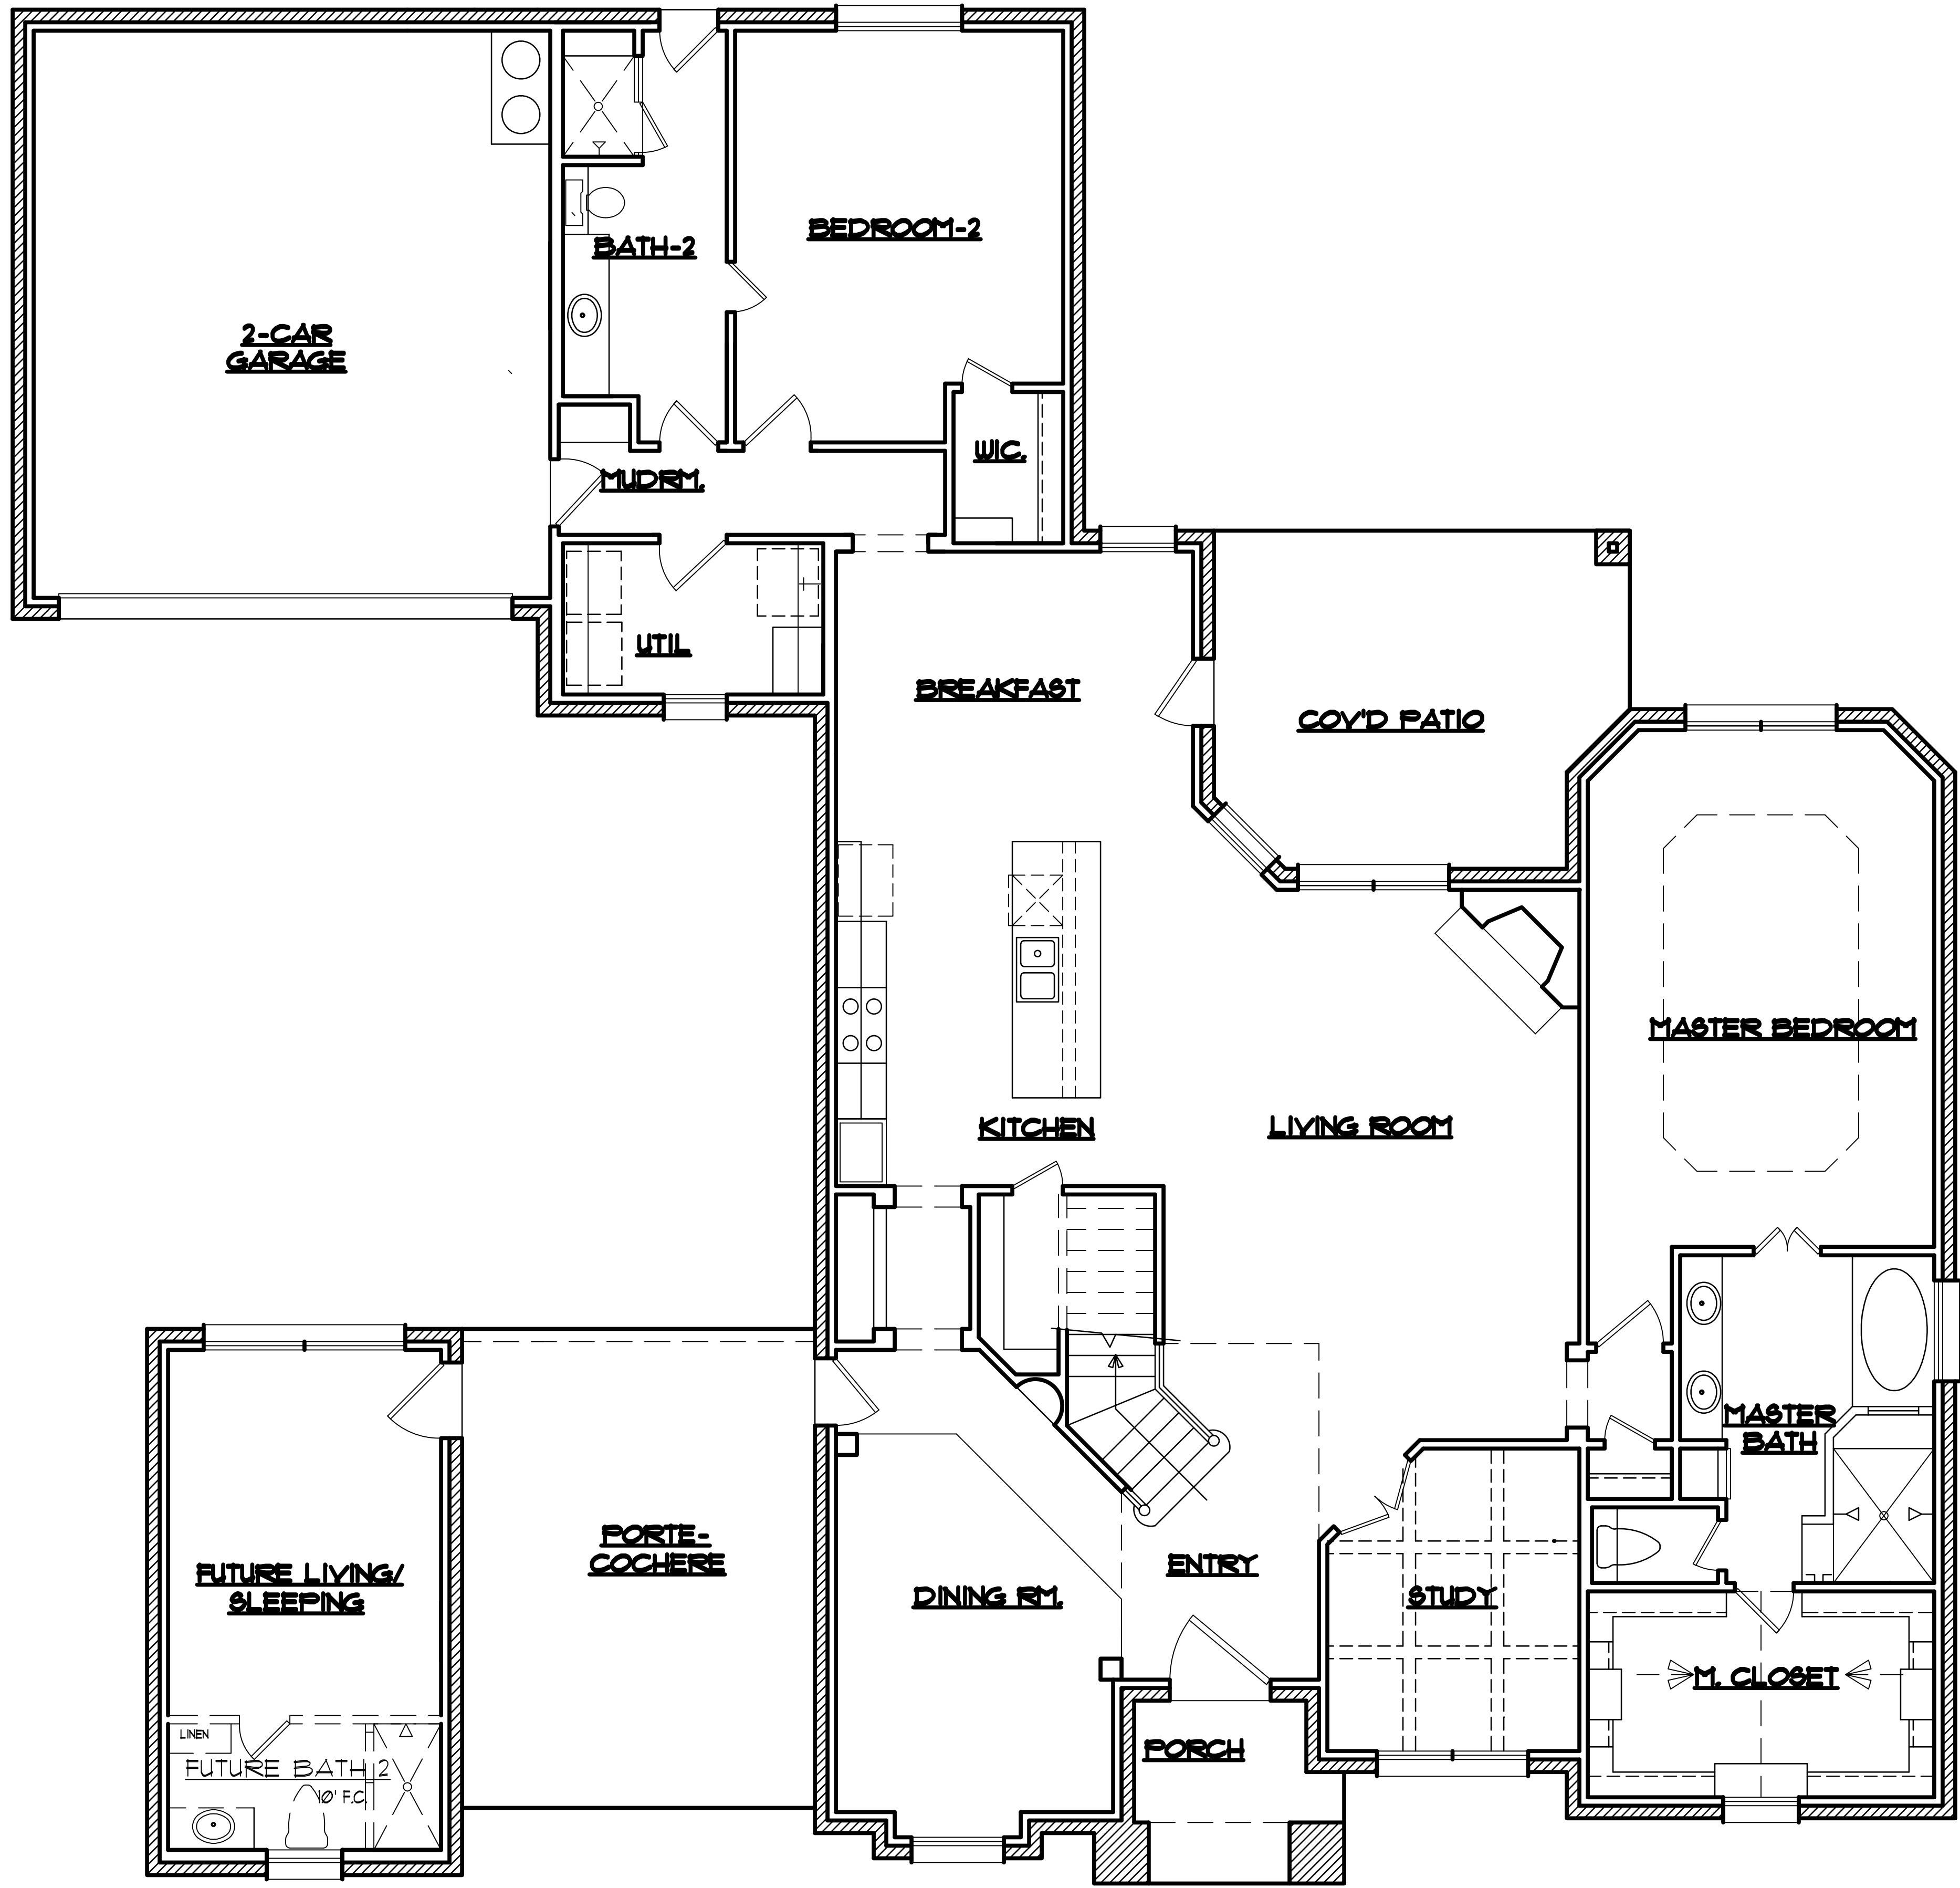 BEDROOM-2
BATH-2
2-CAR
GARAGE
WIC.
MUDRM.
UTIL
BREAKFAST
COV'D PATIO
MASTER BEDROOM
KITCHEN
LIVING ROOM
MASTER
BATH
PORTE-
COCHERE
ENTRY
FUTURE LIVING/
SLEEPING
DINING RM.
STUDY
M. CLOSET
PORCH
LINEN
FUTURE BATH 2
10' F.C.